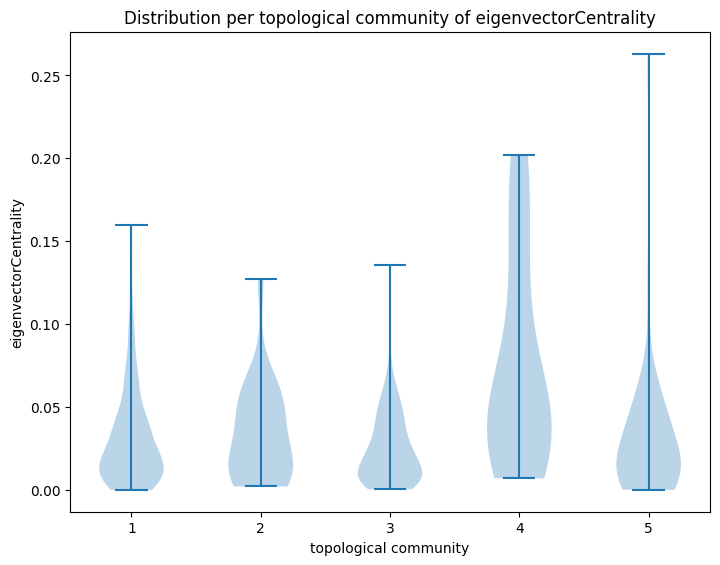 Distribution per topological community of eigenvectorCentrality
eigenvectorCentrality
0.25
0.20
0.15
0.10
0.05
0.00
1 2 3 4 5
topological community